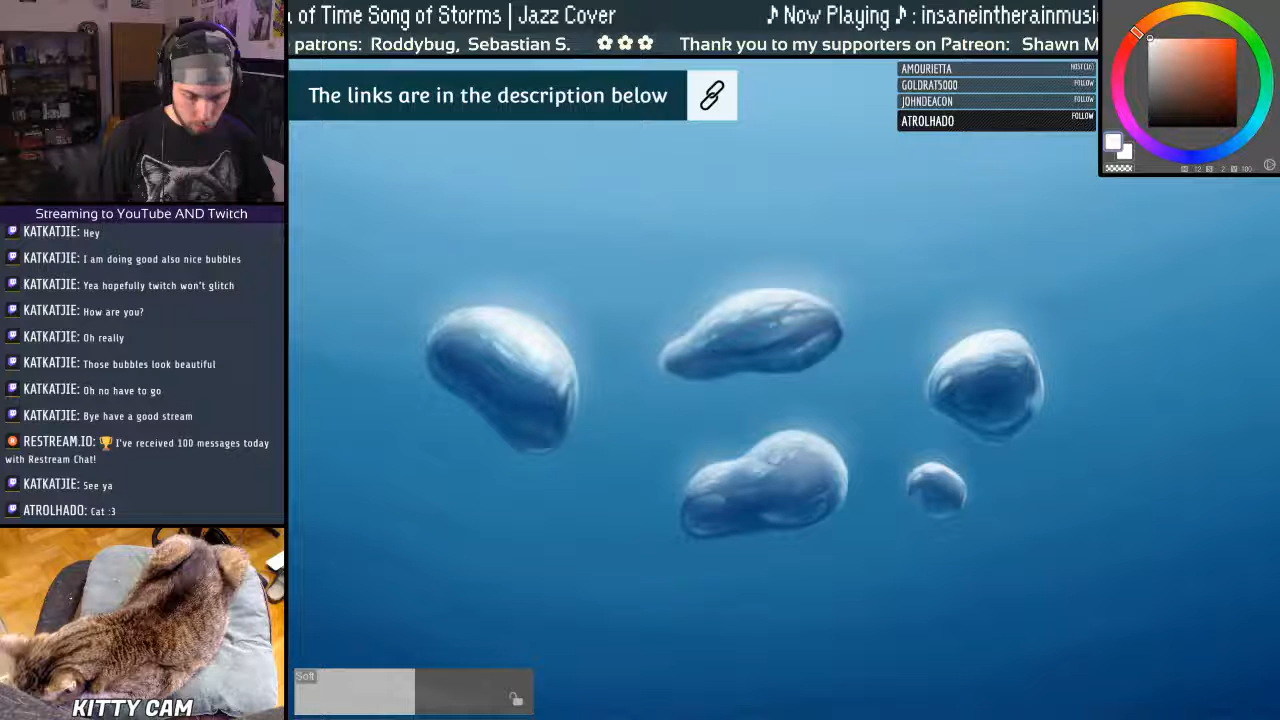 of Time Song of Storms | Jazz Cover
♪ Now Playing ♪ : insaneintherainmusi
patrons: Roddybug, Sebastian S. ✿ ✿ ✿ Thank you to my supporters on Patreon: Shawn M
The links are in the description below
AMOURIETTA
GOLDRAT5000 FOLLOW
JOHNDEACON FOLLOW
ATROLHADO FOLLOW
Streaming to YouTube AND Twitch
KATKATJIE: Hey
KATKATJIE: I am doing good also nice bubbles
KATKATJIE: Yea hopefully twitch won't glitch
KATKATJIE: How are you?
KATKATJIE: Oh really
KATKATJIE: Those bubbles look beautiful
KATKATJIE: Oh no have to go
KATKATJIE: Bye have a good stream
RESTREAM.IO: 🏆 I've received 100 messages today
with Restream Chat!
KATKATJIE: See ya
ATROLHADO: Cat :3
KITTY CAM
Soft